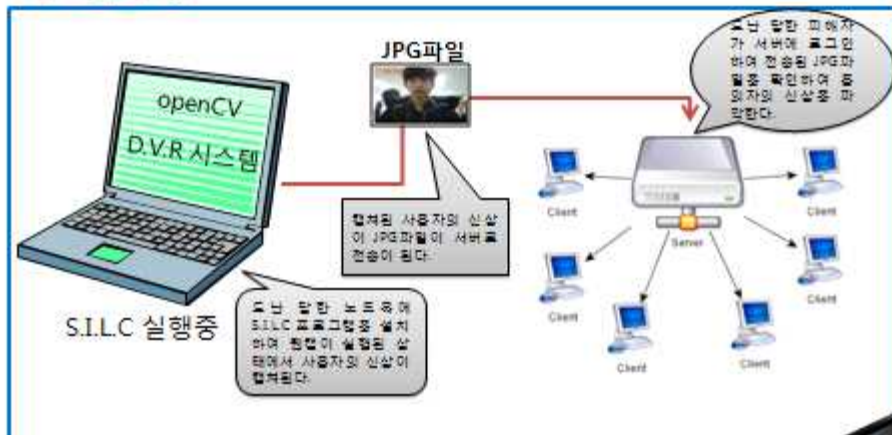 openCV
D.V.R 시스템
S.I.L.C 실행중
도난 당한 노트북에
S.I.L.C 프로그램을 설치
하여 웹캠이 실행된 상
태에서 사용자의 신상이
캡쳐된다.
JPG파일
캡쳐된 사용자의 신상
이 JPG파일이 서버로
전송이 된다.
도난 당한 피해자
가 서버에 로그인
하여 전송된 JPG파
일을 확인하여 용
의자의 신상을 파
악한다.
Client
Client
Server
Client
Client
Client
Client